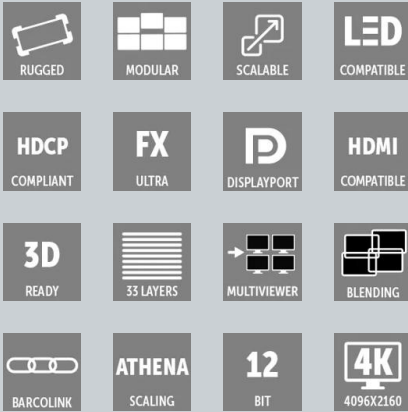 RUGGED
MODULAR
SCALABLE
LED
COMPATIBLE
HDCP
COMPLIANT
FX
ULTRA
DISPLAYPORT
HDMI
COMPATIBLE
3D
READY
33 LAYERS
MULTIVIEWER
BLENDING
BARCOLINK
ATHENA
SCALING
12
BIT
4K
4096X2160